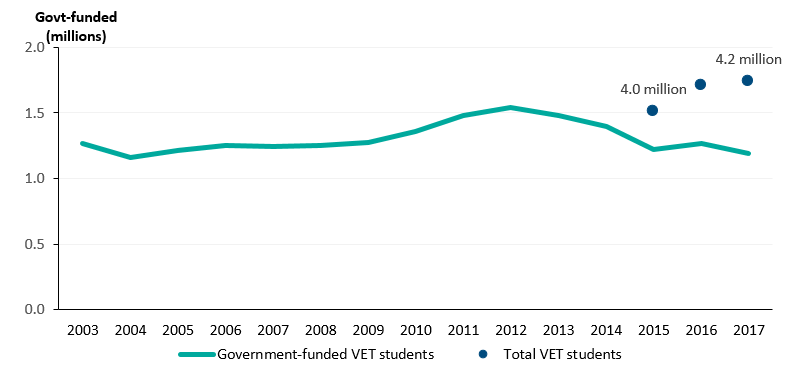 Govt-funded
(millions)
2.0
4.2 million
4.0 million
1.5
1.0
0.5
0.0
2003 2004 2005 2006 2007 2008 2009 2010 2011 2012 2013 2014 2015 2016 2017
Government-funded VET students Total VET students